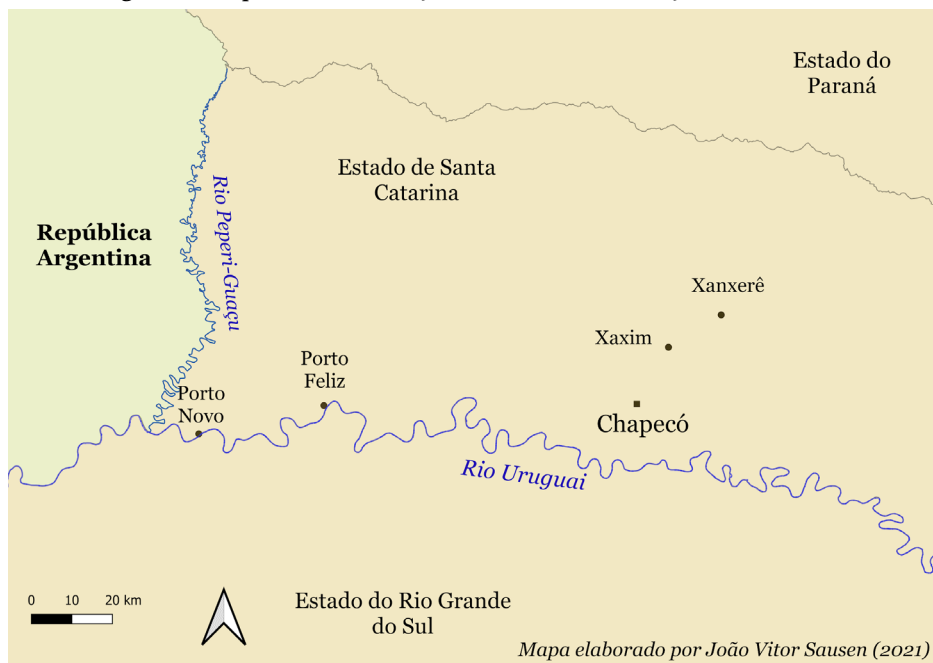 Estado do
Paraná
Estado de Santa
Catarina
Rio Peperi-Guaçu
República
Argentina
Xanxerê
Xaxim
Porto
Feliz
Porto
Novo
Chapecó
Rio Uruguai
0 10 20 km
Estado do Rio Grande
do Sul
Mapa elaborado por João Vitor Sausen (2021)